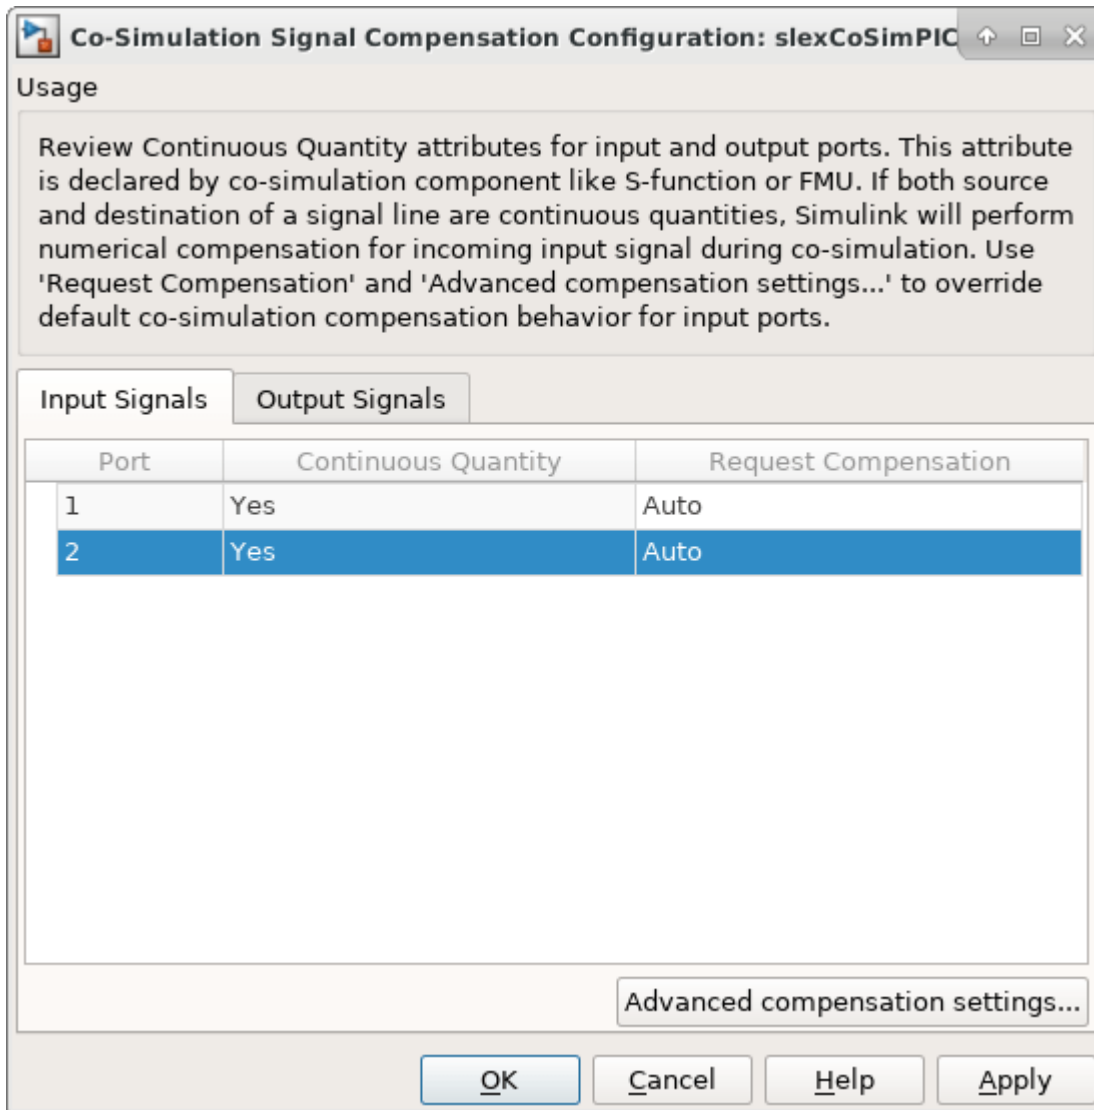 Co-Simulation Signal Compensation Configuration: slexCoSimPIC
Usage
Review Continuous Quantity attributes for input and output ports. This attribute
is declared by co-simulation component like S-function or FMU. If both source
and destination of a signal line are continuous quantities, Simulink will perform
numerical compensation for incoming input signal during co-simulation. Use
'Request Compensation' and 'Advanced compensation settings...' to override
default co-simulation compensation behavior for input ports.
Input Signals Output Signals
Port Continuous Quantity Request Compensation
1 Yes Auto
2 Yes Auto
Advanced compensation settings...
OK Cancel Help Apply